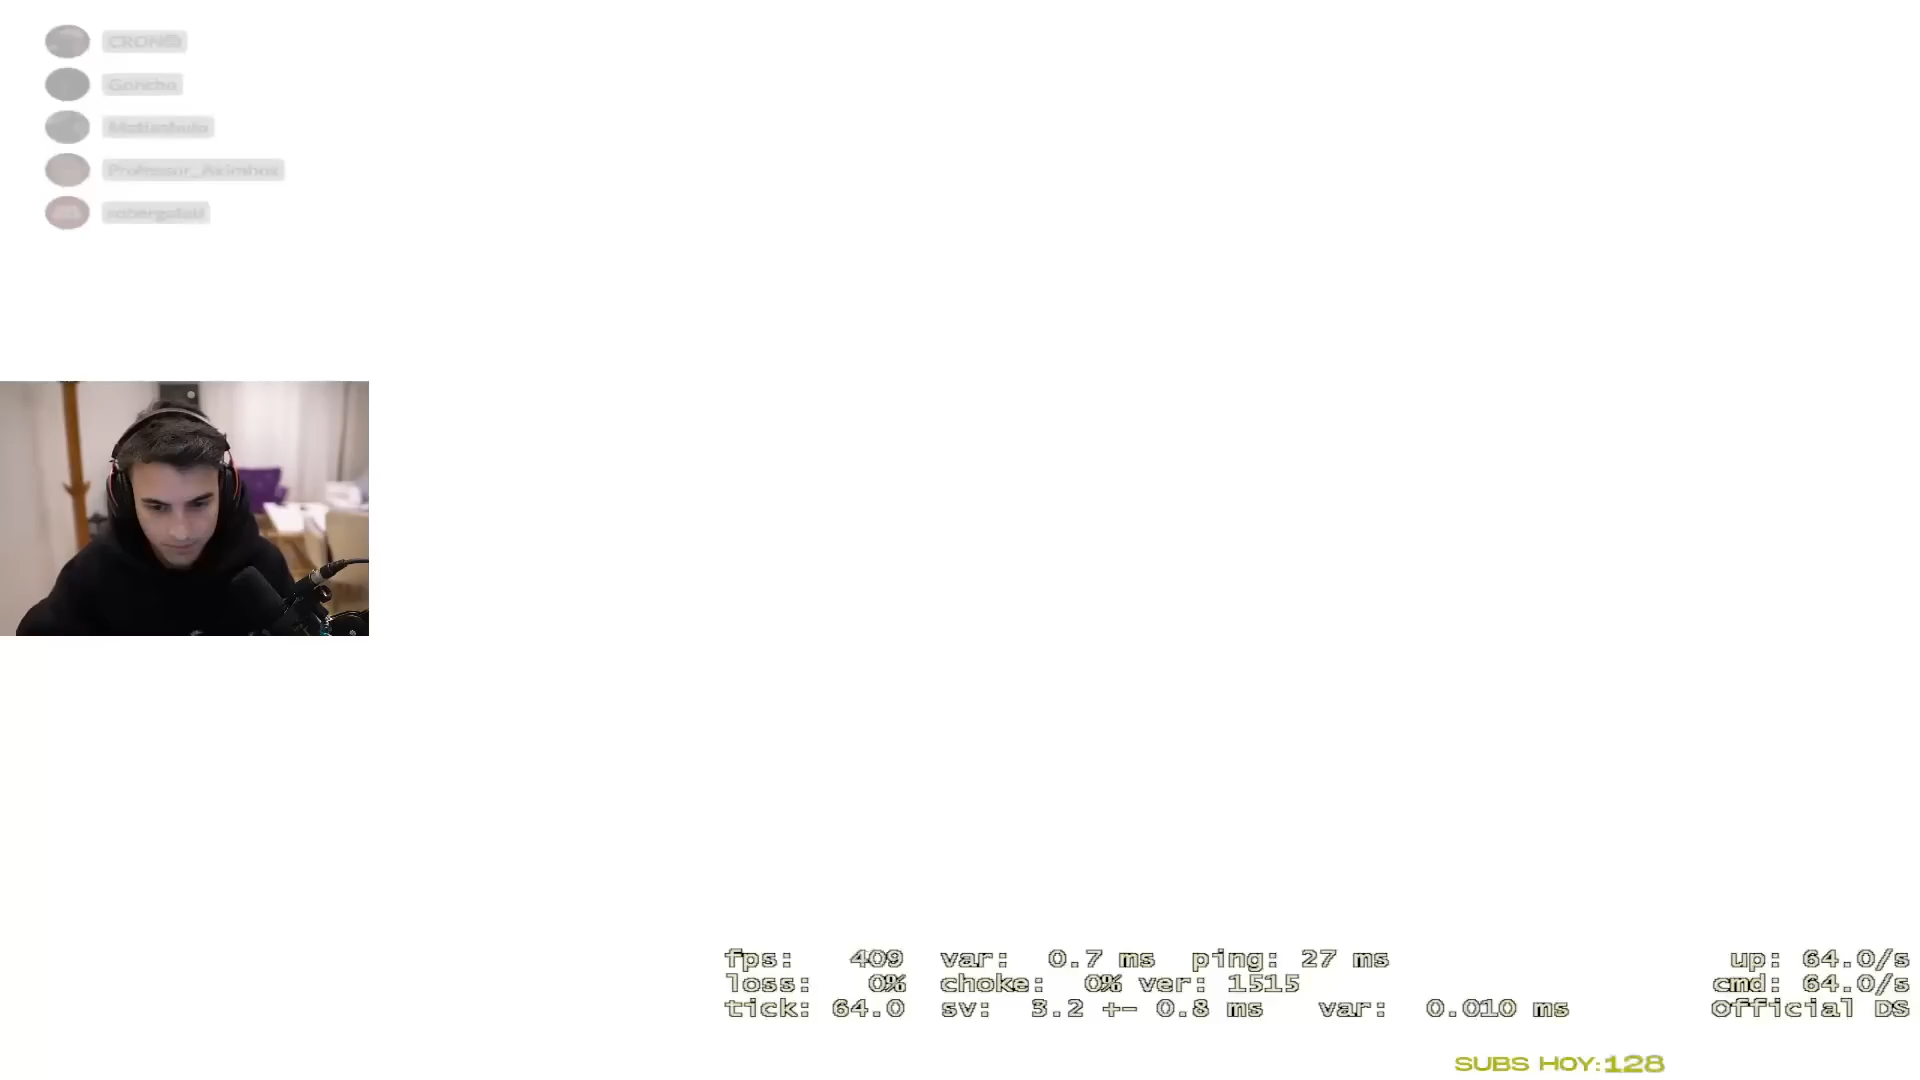 CRON
Goncho
fps: 409 var: 0.7 ms ping: 27 ms up: 64.0/s
loss: 0% choke: 0% ver: 1515 cmd: 64.0/s
tick: 64.0 sv: 3.2 +- 0.8 ms var: 0.010 ms Official DS
SUBS HOY:128